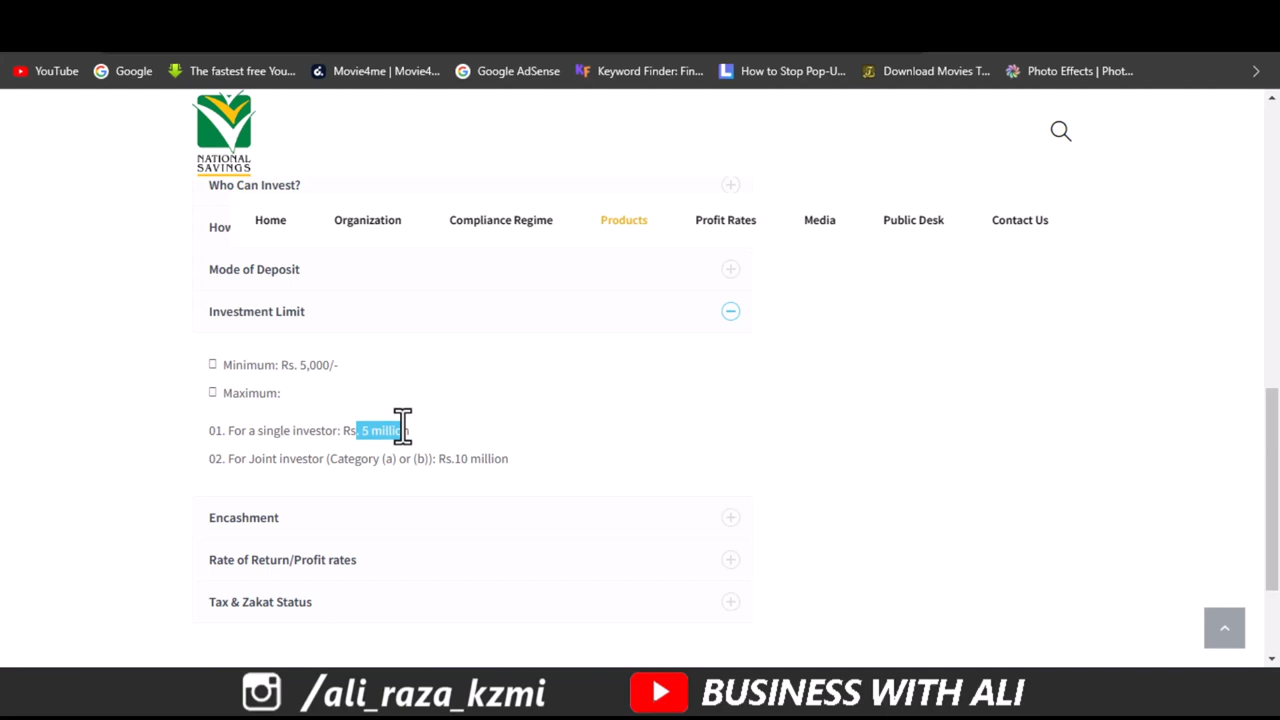 YouTube
Google
The fastest free You...
Movie4me | Movie4...
Google AdSense
Keyword Finder: Fin...
How to Stop Pop-U...
Download Movies T...
Photo Effects | Phot...
NATIONAL
SAVINGS
Who Can Invest?
Home
Organization
Compliance Regime
Products
Profit Rates
Media
Public Desk
Contact Us
How
Mode of Deposit
Investment Limit
Minimum: Rs. 5,000/-
Maximum:
01. For a single investor: Rs. 5 million
02. For Joint investor (Category (a) or (b)): Rs.10 million
Encashment
Rate of Return/Profit rates
Tax & Zakat Status
/ali_raza_kzmi
BUSINESS WITH ALI